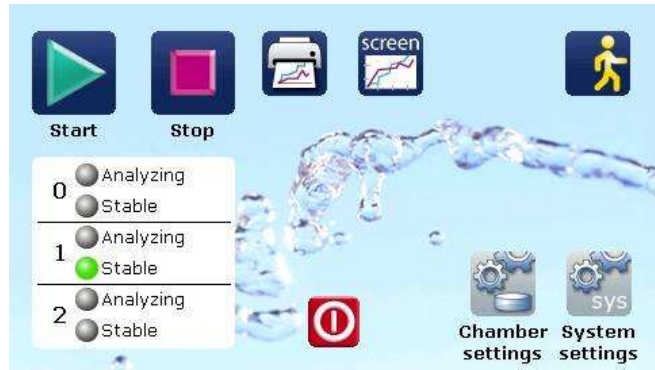 screen
Start
Stop
0
Analyzing
Stable
1
Analyzing
Stable
2
Analyzing
Stable
sys
Chamber settings
System settings